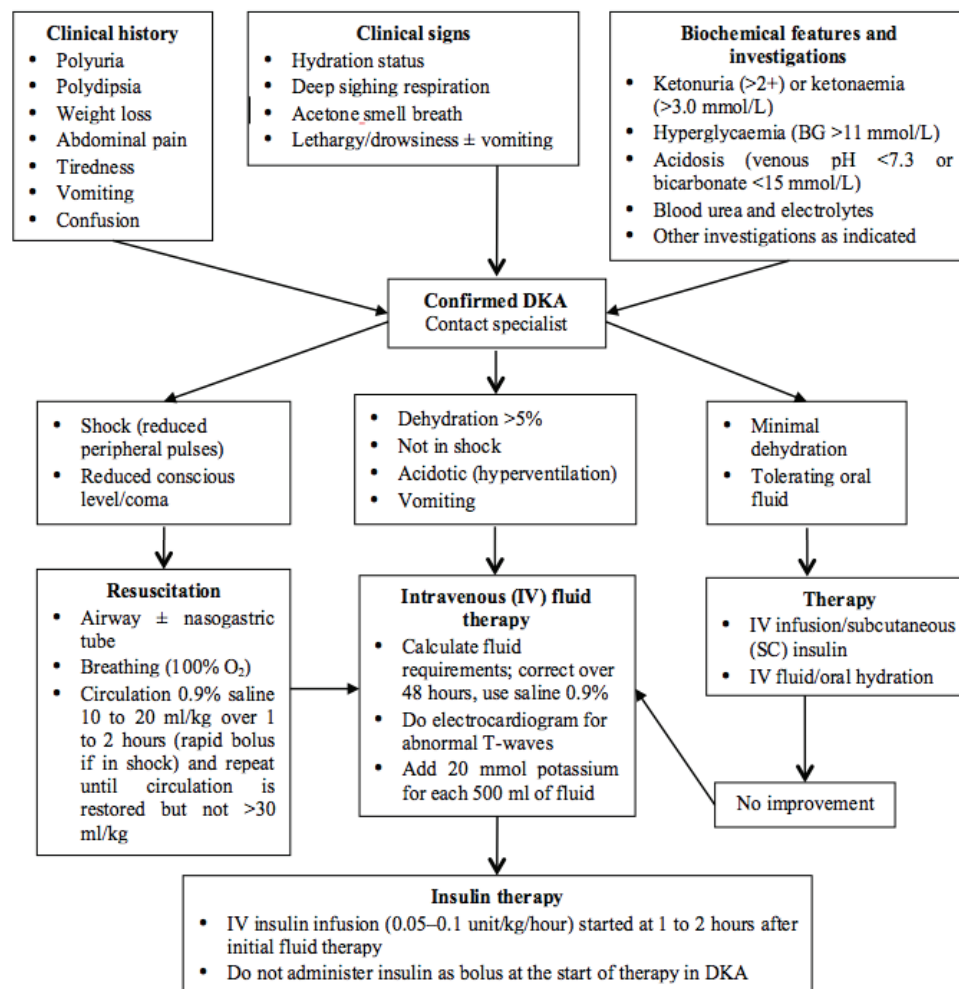 Clinical history
• Polyuria
• Polydipsia
• Weight loss
• Abdominal pain
• Tiredness
• Vomiting
• Confusion
Clinical signs
• Hydration status
• Deep sighing respiration
• Acetone smell breath
• Lethargy/drowsiness ± vomiting
Biochemical features and
investigations
• Ketonuria (>2+) or ketonaemia
(>3.0 mmol/L)
• Hyperglycaemia (BG >11 mmol/L)
• Acidosis (venous pH <7.3 or
bicarbonate <15 mmol/L)
• Blood urea and electrolytes
• Other investigations as indicated
Confirmed DKA
Contact specialist
• Shock (reduced
peripheral pulses)
• Reduced conscious
level/coma
• Dehydration >5%
• Not in shock
• Acidotic (hyperventilation)
• Vomiting
• Minimal
dehydration
• Tolerating oral
fluid
Resuscitation
• Airway ± nasogastric
tube
• Breathing (100% O₂)
• Circulation 0.9% saline
10 to 20 ml/kg over 1
to 2 hours (rapid bolus
if in shock) and repeat
until circulation is
restored but not >30
ml/kg
Intravenous (IV) fluid
therapy
• Calculate fluid
requirements; correct over
48 hours, use saline 0.9%
• Do electrocardiogram for
abnormal T-waves
• Add 20 mmol potassium
for each 500 ml of fluid
Therapy
• IV infusion/subcutaneous
(SC) insulin
• IV fluid/oral hydration
No improvement
Insulin therapy
• IV insulin infusion (0.05–0.1 unit/kg/hour) started at 1 to 2 hours after
initial fluid therapy
• Do not administer insulin as bolus at the start of therapy in DKA